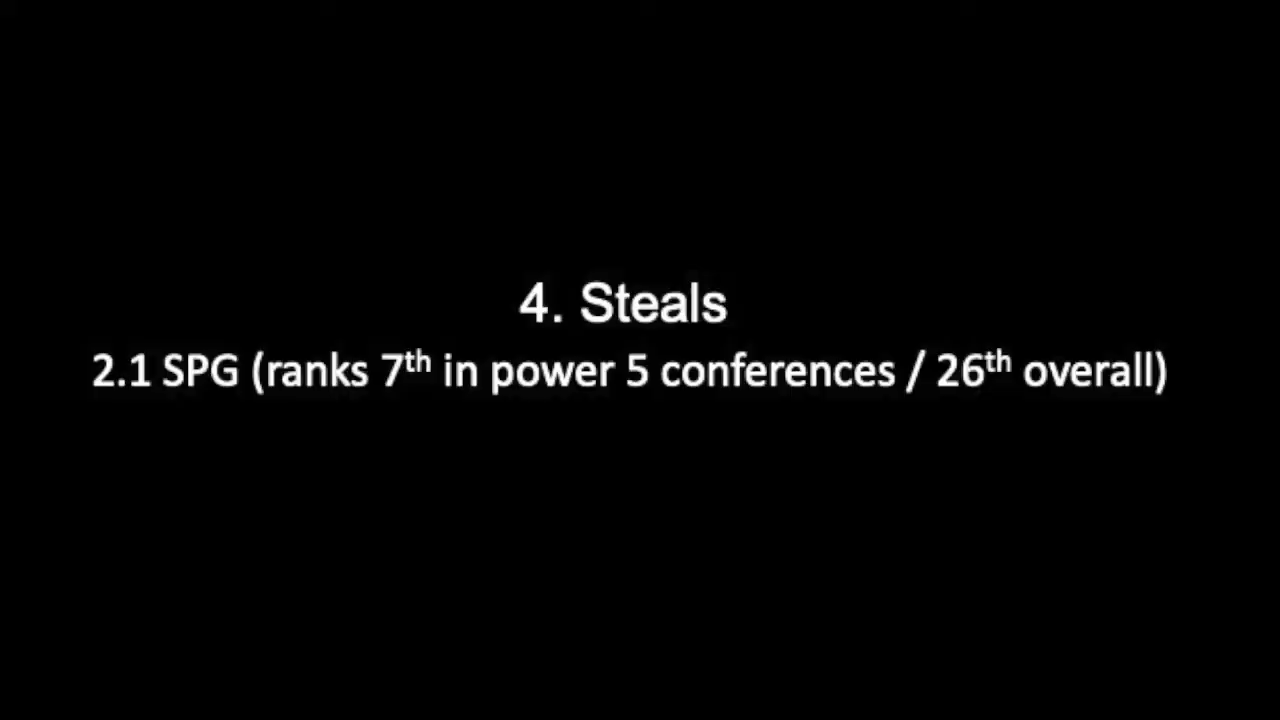 4. Steals
2.1 SPG (ranks 7th in power 5 conferences / 26th overall)